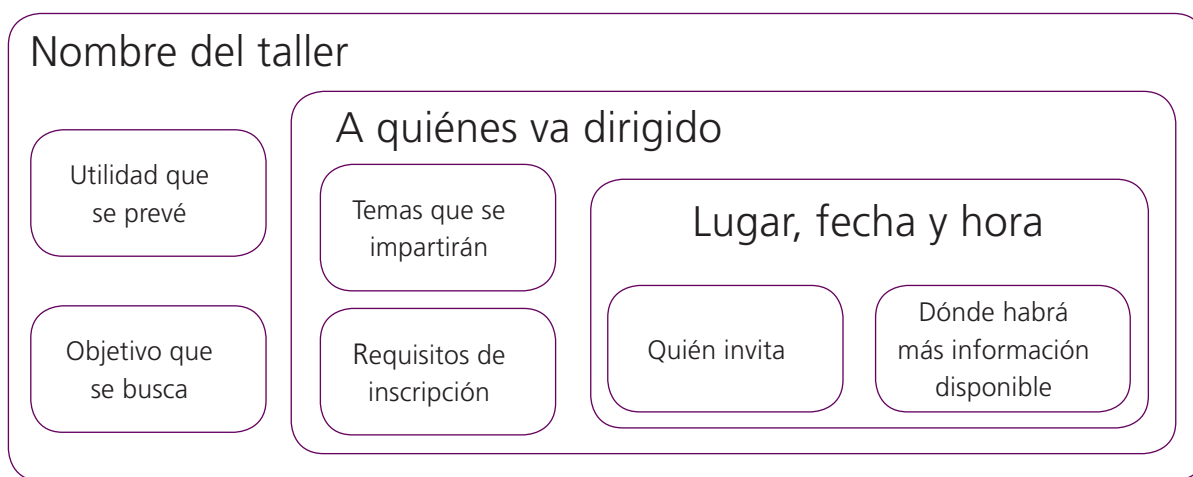 Nombre del taller
Utilidad que
se prevé
Objetivo que
se busca
A quiénes va dirigido
Temas que se
impartirán
Requisitos de
inscripción
Lugar, fecha y hora
Quién invita
Dónde habrá
más información
disponible